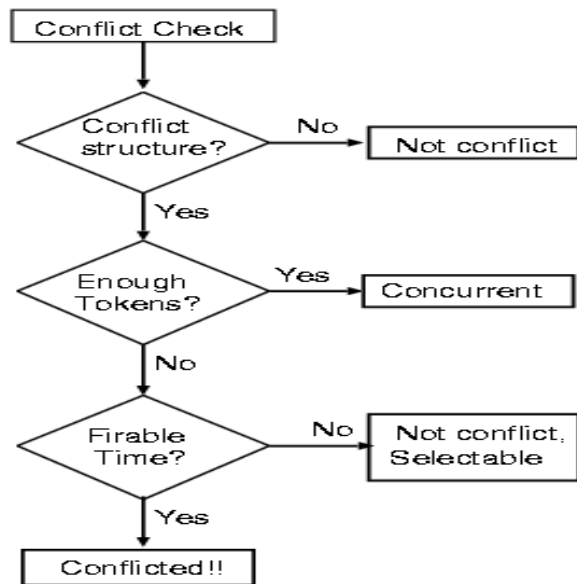 Conflict Check
Conflict
structure?
No
Not conflict
Yes
Enough
Tokens?
Yes
Concurrent
No
Firable
Time?
No
Not conflict,
Selectable
Yes
Conflicted!!